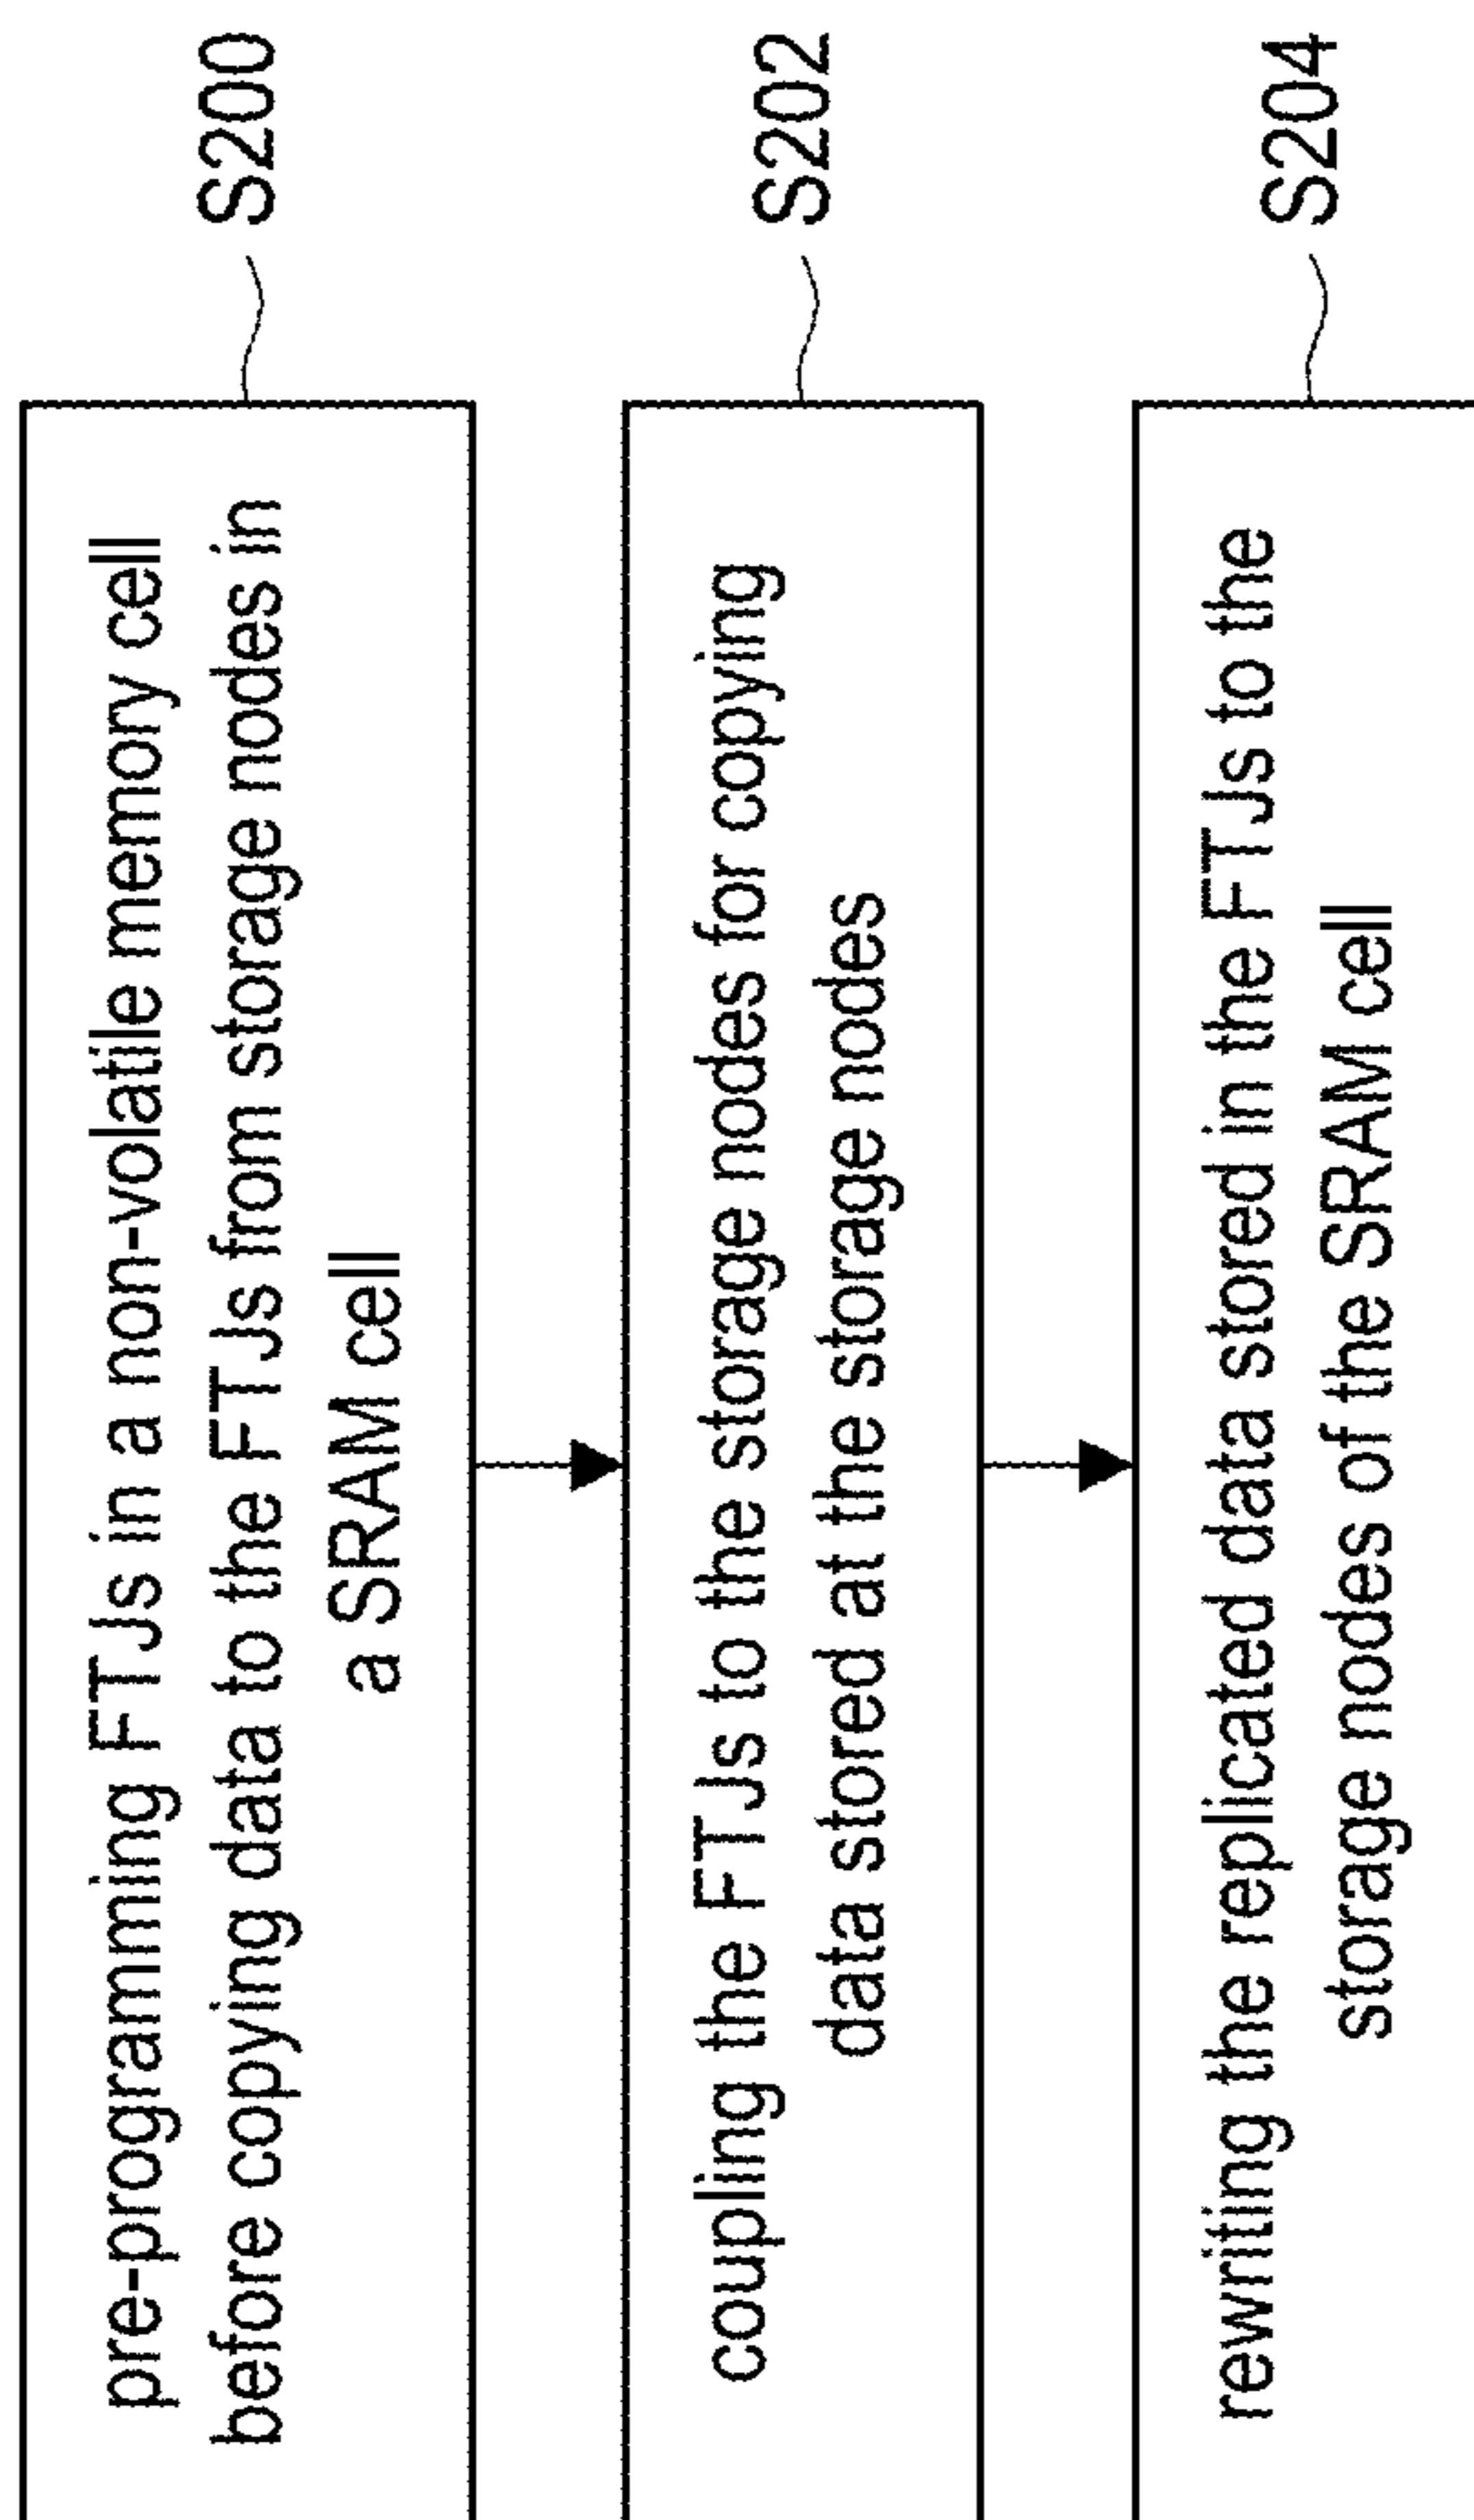 pre-programming FTJs in a non-volatile memory cell
before copying data to the FTJs from storage nodes in
a SRAM cell
S200
coupling the FTJs to the storage nodes for copying
data stored at the storage nodes
S202
rewriting the replicated data stored in the FTJs to the
storage nodes of the SRAM cell
S204